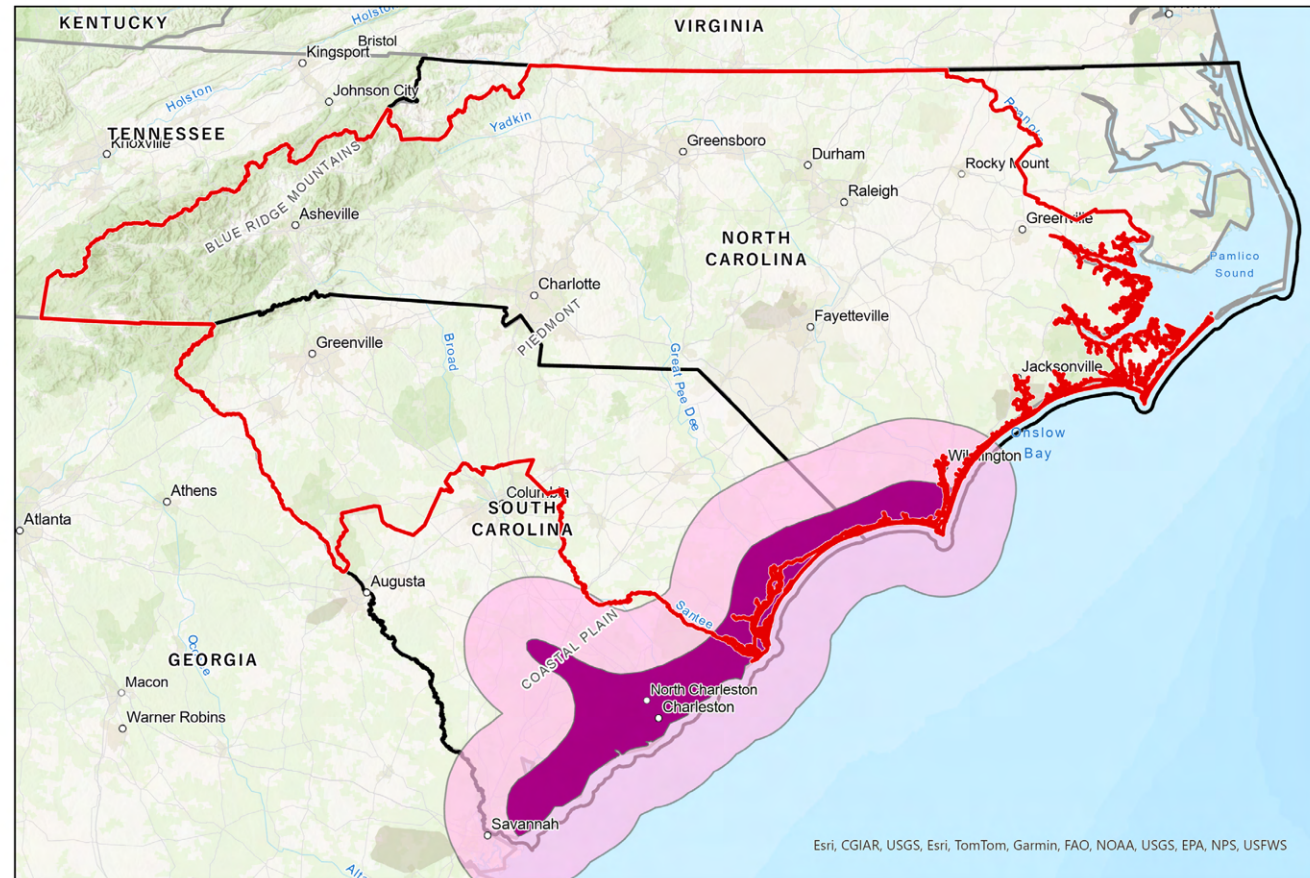 KENTUCKY
VIRGINIA
Holston
Bristol
Kingsport
Johnson City
Holston
TENNESSEE
Knoxville
Yadkin
Roanoke
Greensboro
Durham
Rocky Mount
Raleigh
BLUE RIDGE MOUNTAINS
Asheville
Greenville
NORTH
CAROLINA
Pamlico
Sound
Charlotte
PIEDMONT
Fayetteville
Greenville
Broad
Great Pee Dee
Jacksonville
Onslow
Bay
Wilmington
Athens
Columbia
SOUTH
CAROLINA
Atlanta
Augusta
Santee
COASTAL PLAIN
GEORGIA
Macon
North Charleston
Charleston
Warner Robins
Savannah
Esri, CGIAR, USGS, Esri, TomTom, Garmin, FAO, NOAA, USGS, EPA, NPS, USFWS